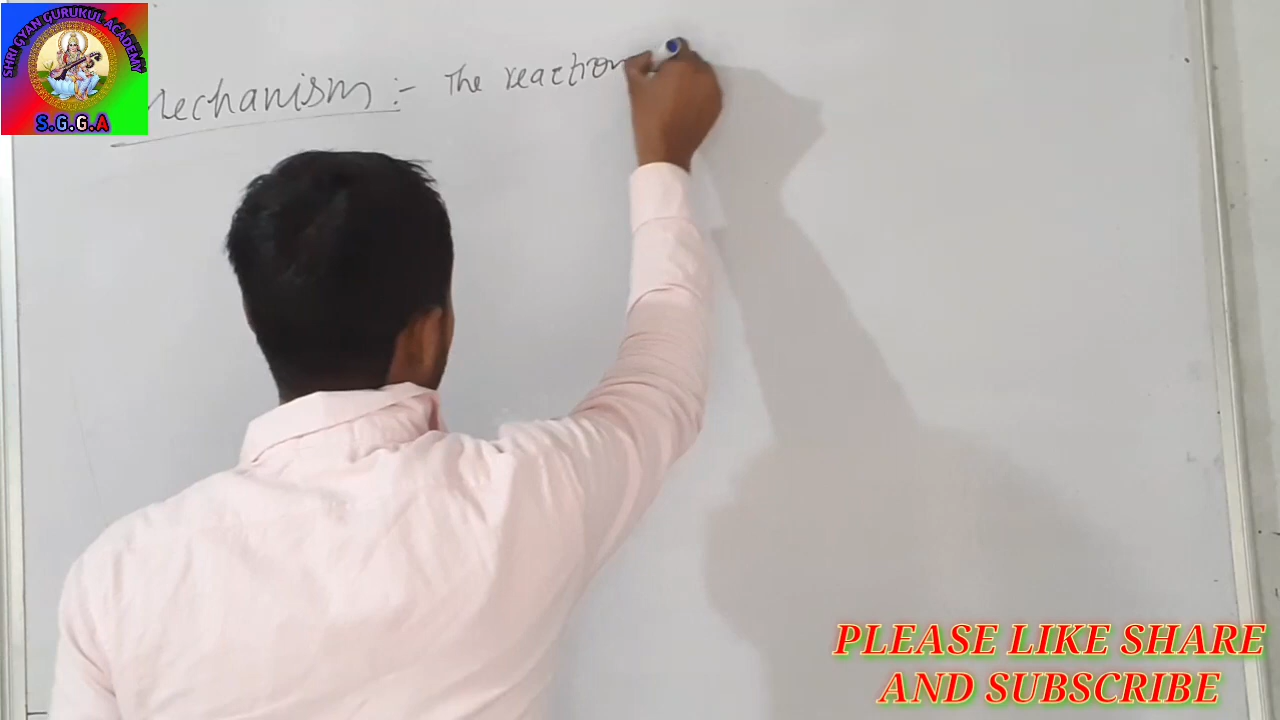 SHRI GYAN GURUKUL ACADEMY
S.G.G.A
Mechanism :- The reaction
PLEASE LIKE SHARE
AND SUBSCRIBE